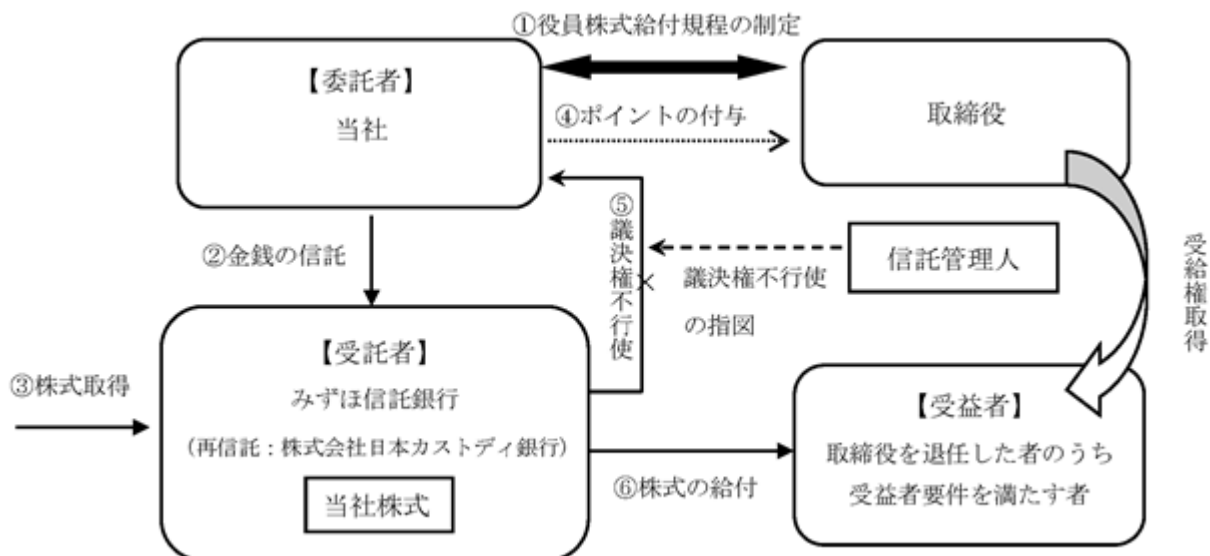 ①役員株式給付規程の制定
【委託者】
当社
取締役
④ポイントの付与
②金銭の信託
⑤議決権不行使
信託管理人
議決権不行使
の指図
受給権取得
③株式取得
【受託者】
みずほ信託銀行
(再信託:株式会社日本カストディ銀行)
当社株式
⑥株式の給付
【受益者】
取締役を退任した者のうち
受益者要件を満たす者